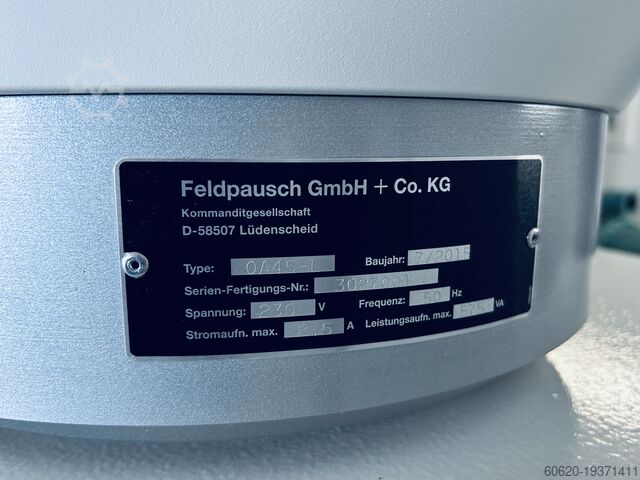 Feldpausch GmbH + Co. KG
Kommanditgesellschaft
D-58507 Lüdenscheid
Type: OA45-L Baujahr: 7/2015
Serien-Fertigungs-Nr.: 3027001
Spannung: 230 V Frequenz: 50 Hz
Stromaufn. max. 2.5 A Leistungsaufn. max. 575 VA
60620-19371411